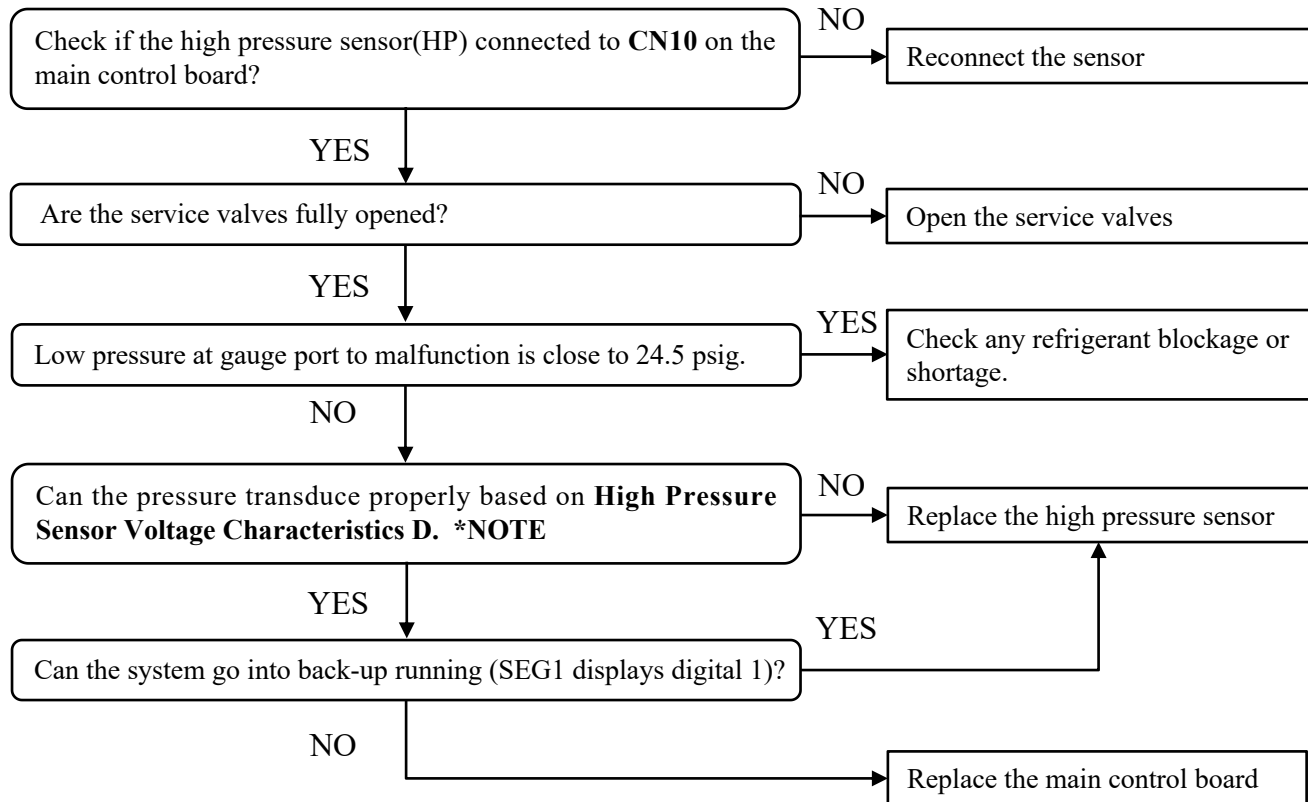 Check if the high pressure sensor(HP) connected to CN10 on the
main control board?
NO
Reconnect the sensor
YES
Are the service valves fully opened?
NO
Open the service valves
YES
Low pressure at gauge port to malfunction is close to 24.5 psig.
YES
Check any refrigerant blockage or
shortage.
NO
Can the pressure transduce properly based on High Pressure
Sensor Voltage Characteristics D. *NOTE
NO
Replace the high pressure sensor
YES
Can the system go into back-up running (SEG1 displays digital 1)?
YES
NO
Replace the main control board